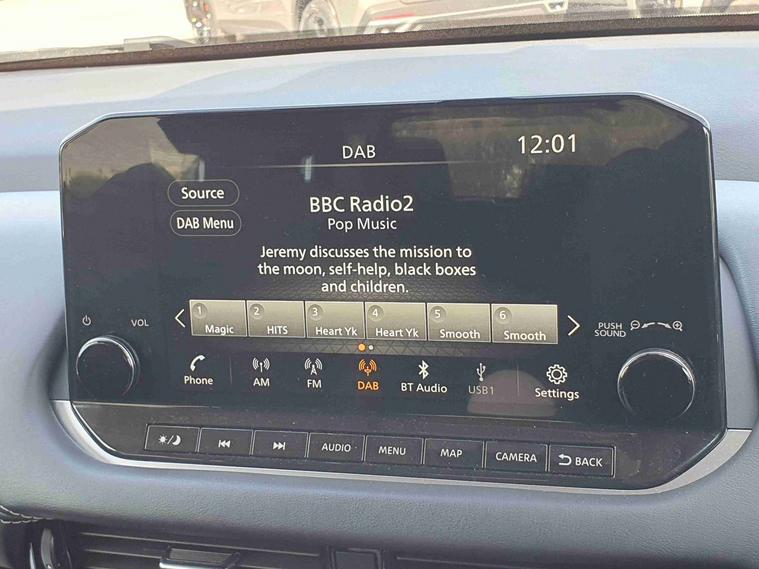 DAB
12:01
Source
DAB Menu
BBC Radio2
Pop Music
Jeremy discusses the mission to
the moon, self-help, black boxes
and children.
1 Magic
2 HITS
3 Heart Yk
4 Heart Yk
5 Smooth
6 Smooth
VOL
PUSH
SOUND
Phone
AM
FM
DAB
BT Audio
USB1
Settings
AUDIO
MENU
MAP
CAMERA
BACK